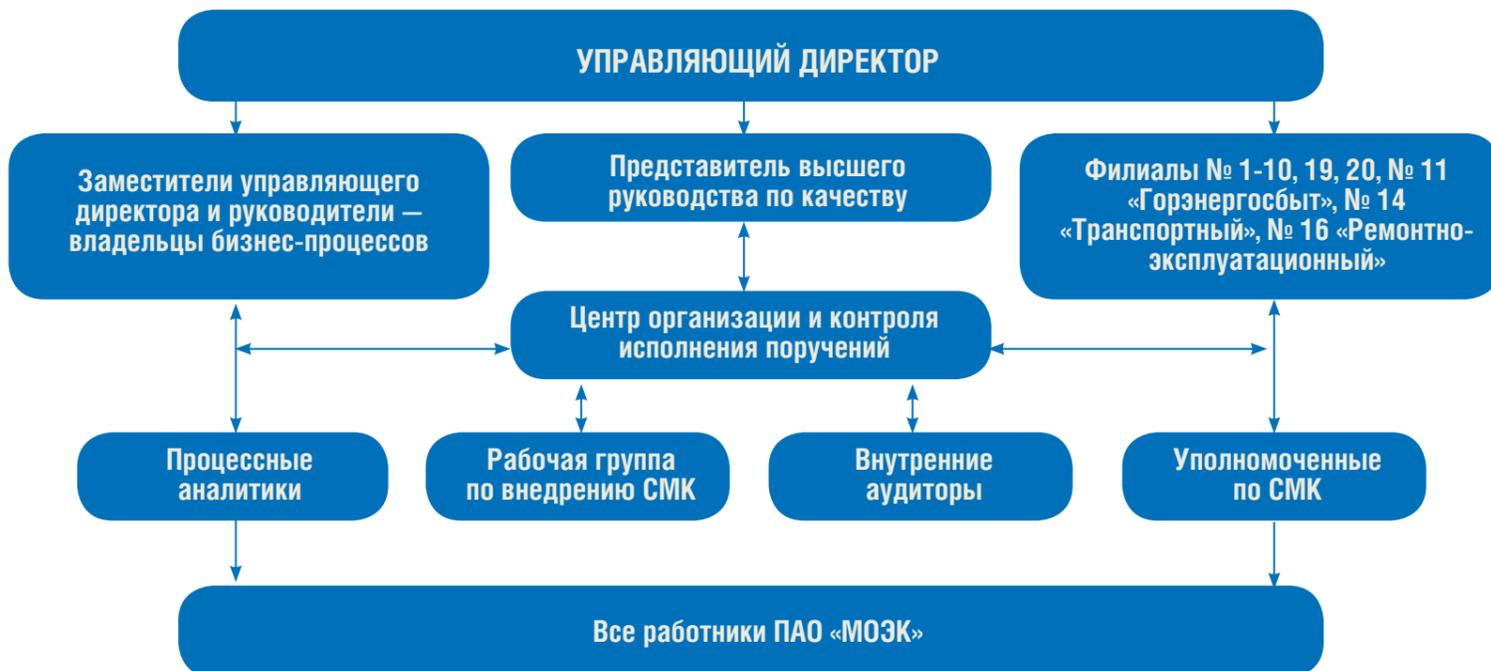 УПРАВЛЯЮЩИЙ ДИРЕКТОР
Заместители управляющего
директора и руководители —
владельцы бизнес-процессов
Представитель высшего
руководства по качеству
Филиалы № 1-10, 19, 20, № 11
«Горэнергосбыт», № 14
«Транспортный», № 16 «Ремонтно-
эксплуатационный»
Центр организации и контроля
исполнения поручений
Процессные
аналитики
Рабочая группа
по внедрению СМК
Внутренние
аудиторы
Уполномоченные
по СМК
Все работники ПАО «МОЭК»